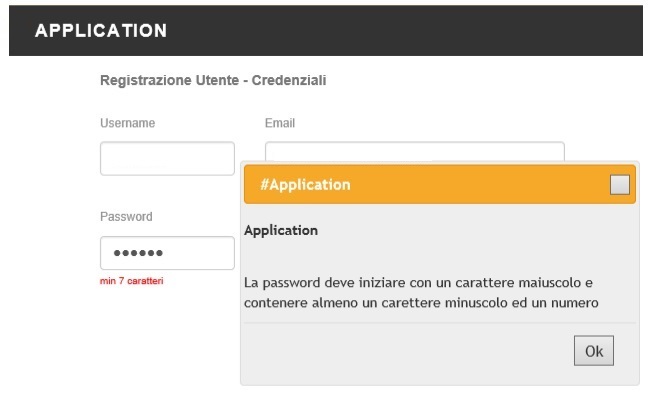 APPLICATION
Registrazione Utente - Credenziali
Username
Email
#Application
Password
Application
••••••
min 7 caratteri
La password deve iniziare con un carattere maiuscolo e
contenere almeno un carettere minuscolo ed un numero
Ok